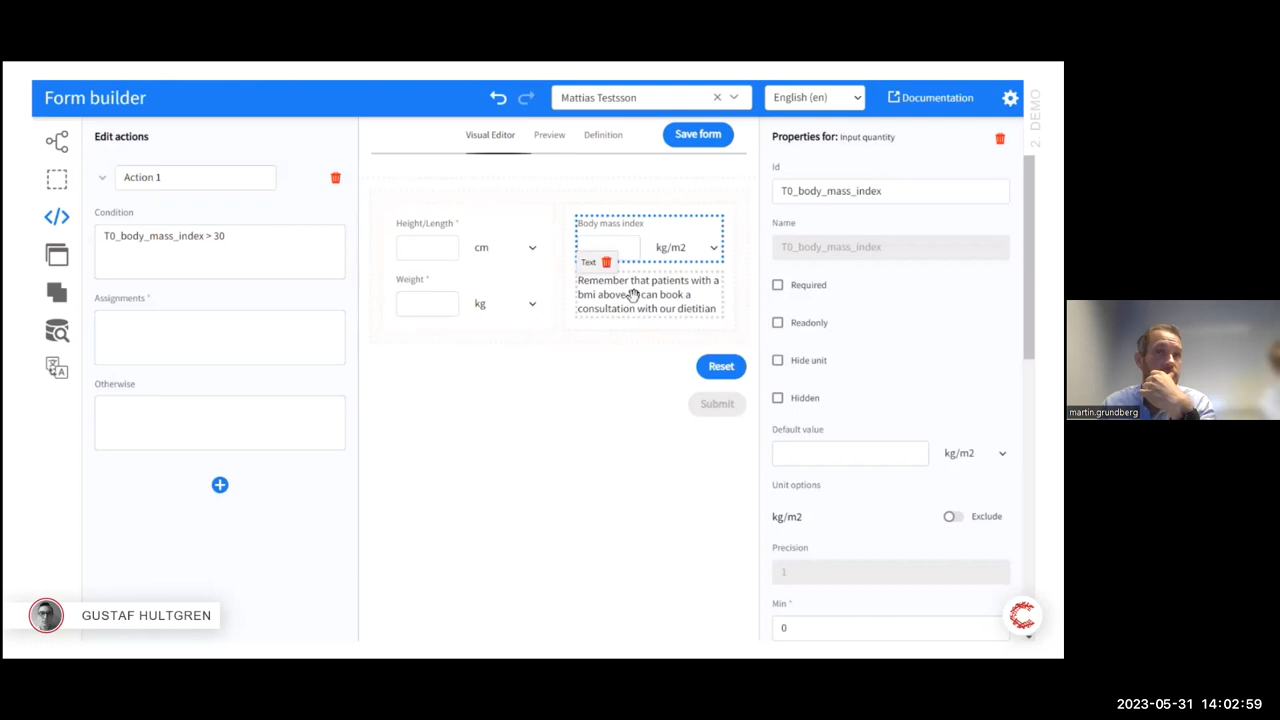 Form builder
Mattias Testsson
English (en)
Documentation
2. DEMO
Edit actions
Visual Editor
Preview
Definition
Save form
Properties for: Input quantity
Action 1
Id
T0_body_mass_index
Condition
T0_body_mass_index > 30
Name
T0_body_mass_index
Height/Length *
cm
Body mass index
kg/m2
Text
Weight *
kg
Remember that patients with a
bmi above can book a
consultation with our dietitian
Required
Readonly
Hide unit
Hidden
Assignments *
Otherwise
Reset
Submit
Default value
kg/m2
Unit options
kg/m2
Exclude
Precision
1
Min *
0
GUSTAF HULTGREN
martin.grundberg
2023-05-31 14:02:59